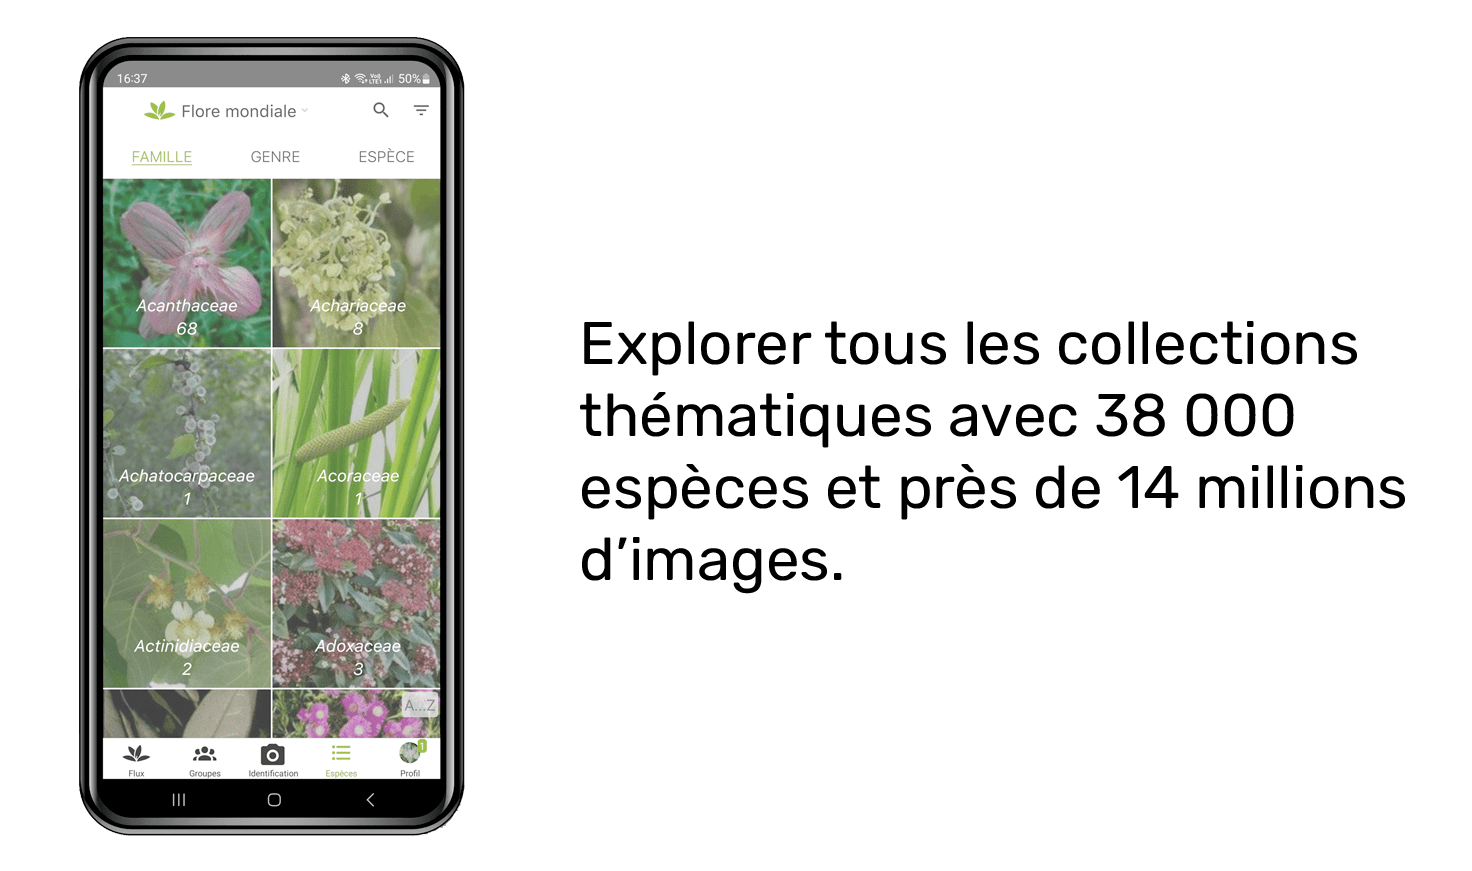 16:37
Vo)) LTE1 50%
Flore mondiale
FAMILLE GENRE ESPÈCE
Acanthaceae
68
Achariaceae
8
Achatocarpaceae
1
Acoraceae
1
Actinidiaceae
2
Adoxaceae
3
A...Z
1
Flux Groupes Identification Espèces Profil
Explorer tous les collections
thématiques avec 38 000
espèces et près de 14 millions
d’images.